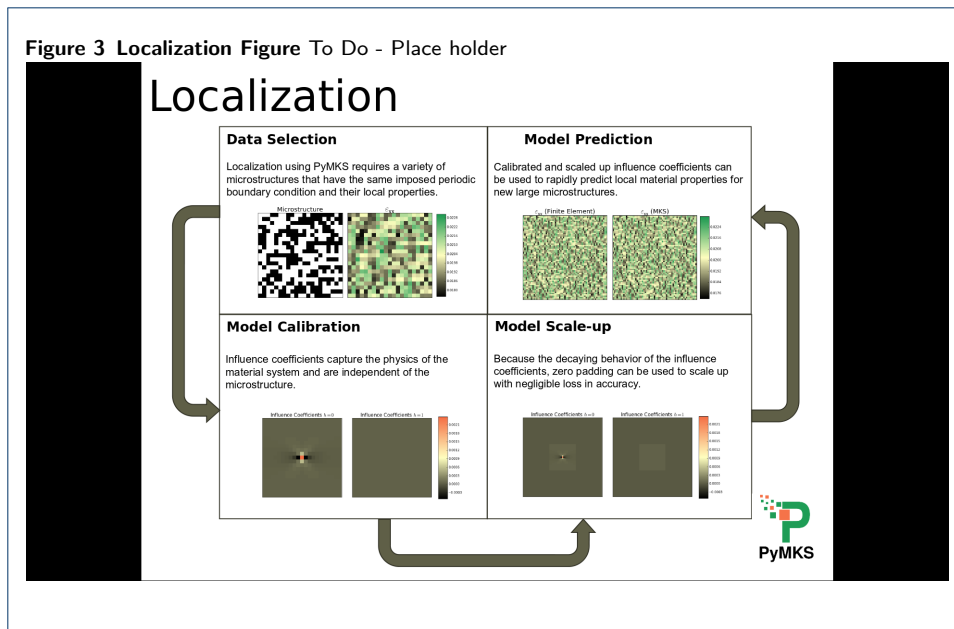 Figure 3 Localization Figure To Do - Place holder
Localization
Data Selection
Localization using PyMKS requires a variety of
microstructures that have the same imposed periodic
boundary condition and their local properties.
Microstructure
Model Prediction
Calibrated and scaled up influence coefficients can
be used to rapidly predict local material properties for
new large microstructures.
(Finite Element)
(MKS)
Model Calibration
Influence coefficients capture the physics of the
material system and are independent of the
microstructure.
Influence Coefficients h = 0
Influence Coefficients h = 1
Model Scale-up
Because the decaying behavior of the influence
coefficients, zero padding can be used to scale up
with negligible loss in accuracy.
Influence Coefficients h = 0
Influence Coefficients h = 1
PyMKS